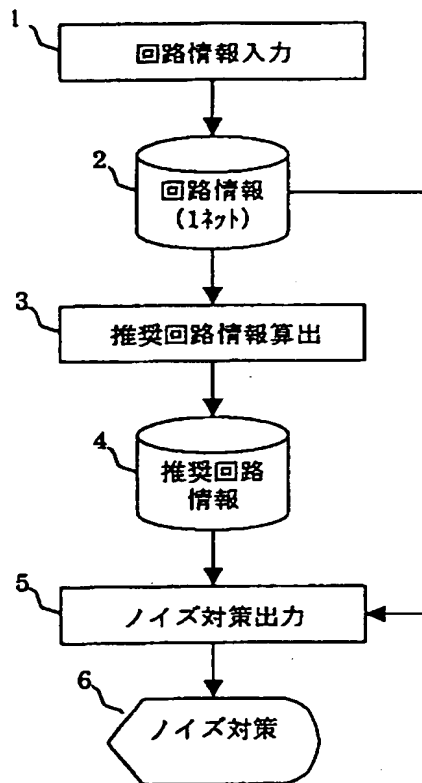 1
回路情報入力
2
回路情報
(1ネット)
3
推奨回路情報算出
4
推奨回路
情報
5
ノイズ対策出力
6
ノイズ対策